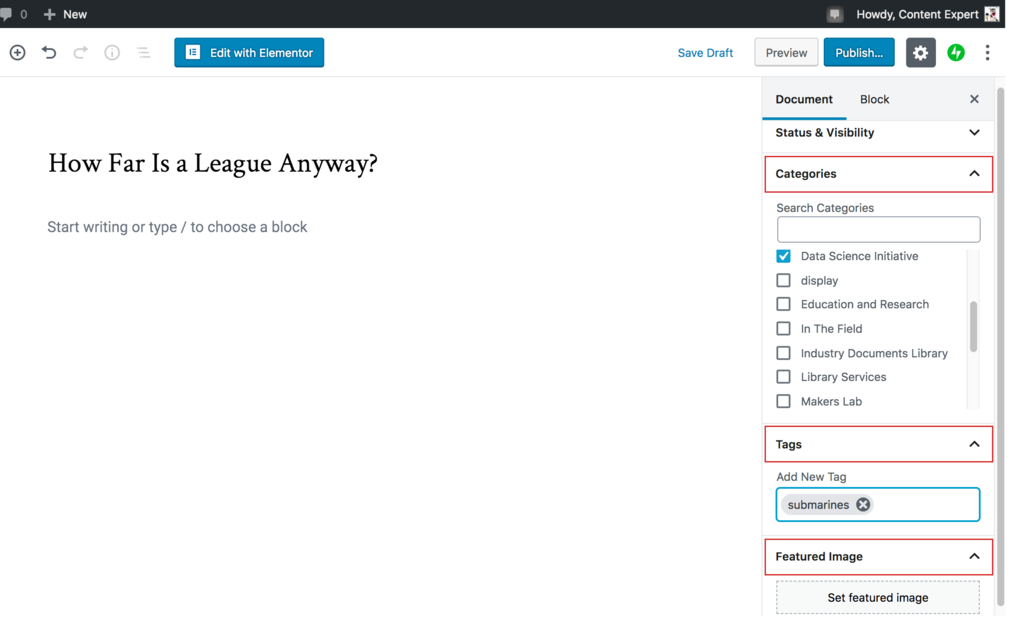 0 New Howdy, Content Expert
Edit with Elementor Save Draft Preview Publish...
Document Block
Status & Visibility
How Far Is a League Anyway?
Categories
Search Categories
Start writing or type / to choose a block
Data Science Initiative
display
Education and Research
In The Field
Industry Documents Library
Library Services
Makers Lab
Tags
Add New Tag
submarines
Featured Image
Set featured image